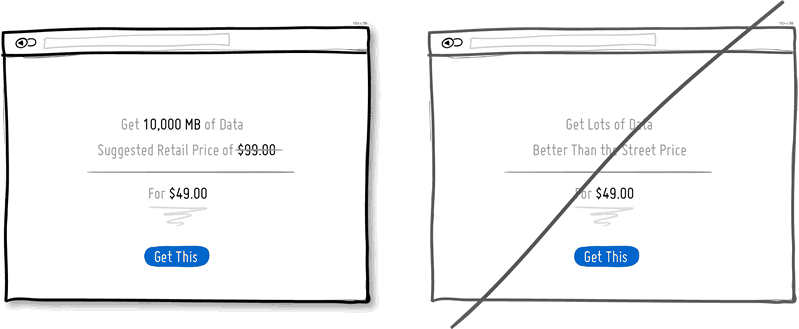 Get 10,000 MB of Data
Suggested Retail Price of $99.00
For $49.00
Get This
Get Lots of Data
Better Than the Street Price
For $49.00
Get This